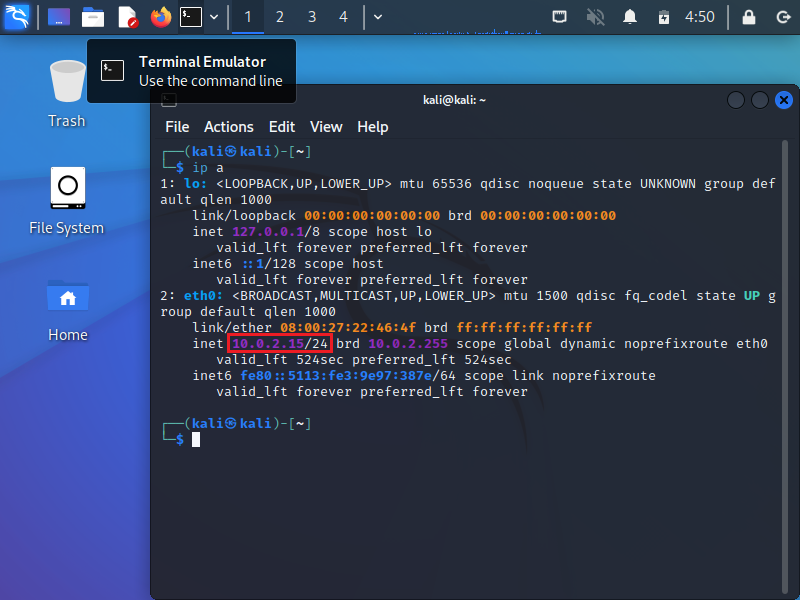 1 2 3 4
4:50
Terminal Emulator
Use the command line
Trash
File System
Home
kali@kali: ~
File Actions Edit View Help
┌──(kali㉿kali)-[~]
└─$ ip a
1: lo: <LOOPBACK,UP,LOWER_UP> mtu 65536 qdisc noqueue state UNKNOWN group def
ault qlen 1000
link/loopback 00:00:00:00:00:00 brd 00:00:00:00:00:00
inet 127.0.0.1/8 scope host lo
valid_lft forever preferred_lft forever
inet6 ::1/128 scope host
valid_lft forever preferred_lft forever
2: eth0: <BROADCAST,MULTICAST,UP,LOWER_UP> mtu 1500 qdisc fq_codel state UP g
roup default qlen 1000
link/ether 08:00:27:22:46:4f brd ff:ff:ff:ff:ff:ff
inet 10.0.2.15/24 brd 10.0.2.255 scope global dynamic noprefixroute eth0
valid_lft 524sec preferred_lft 524sec
inet6 fe80::5113:fe3:9e97:387e/64 scope link noprefixroute
valid_lft forever preferred_lft forever
┌──(kali㉿kali)-[~]
└─$